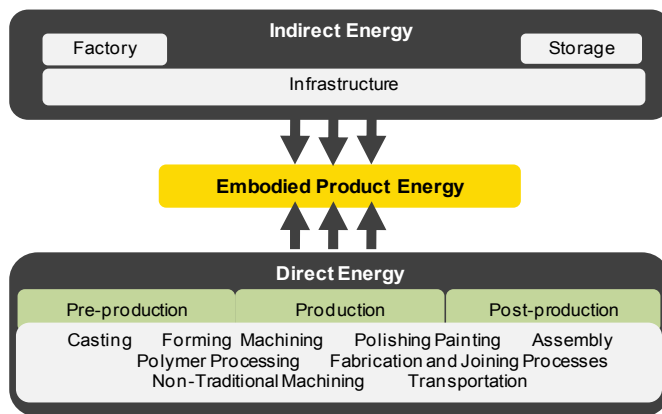 Indirect Energy
Factory Storage
Infrastructure
Embodied Product Energy
Direct Energy
Pre-production Production Post-production
Casting Forming Machining Polishing Painting Assembly
Polymer Processing Fabrication and Joining Processes
Non-Traditional Machining Transportation